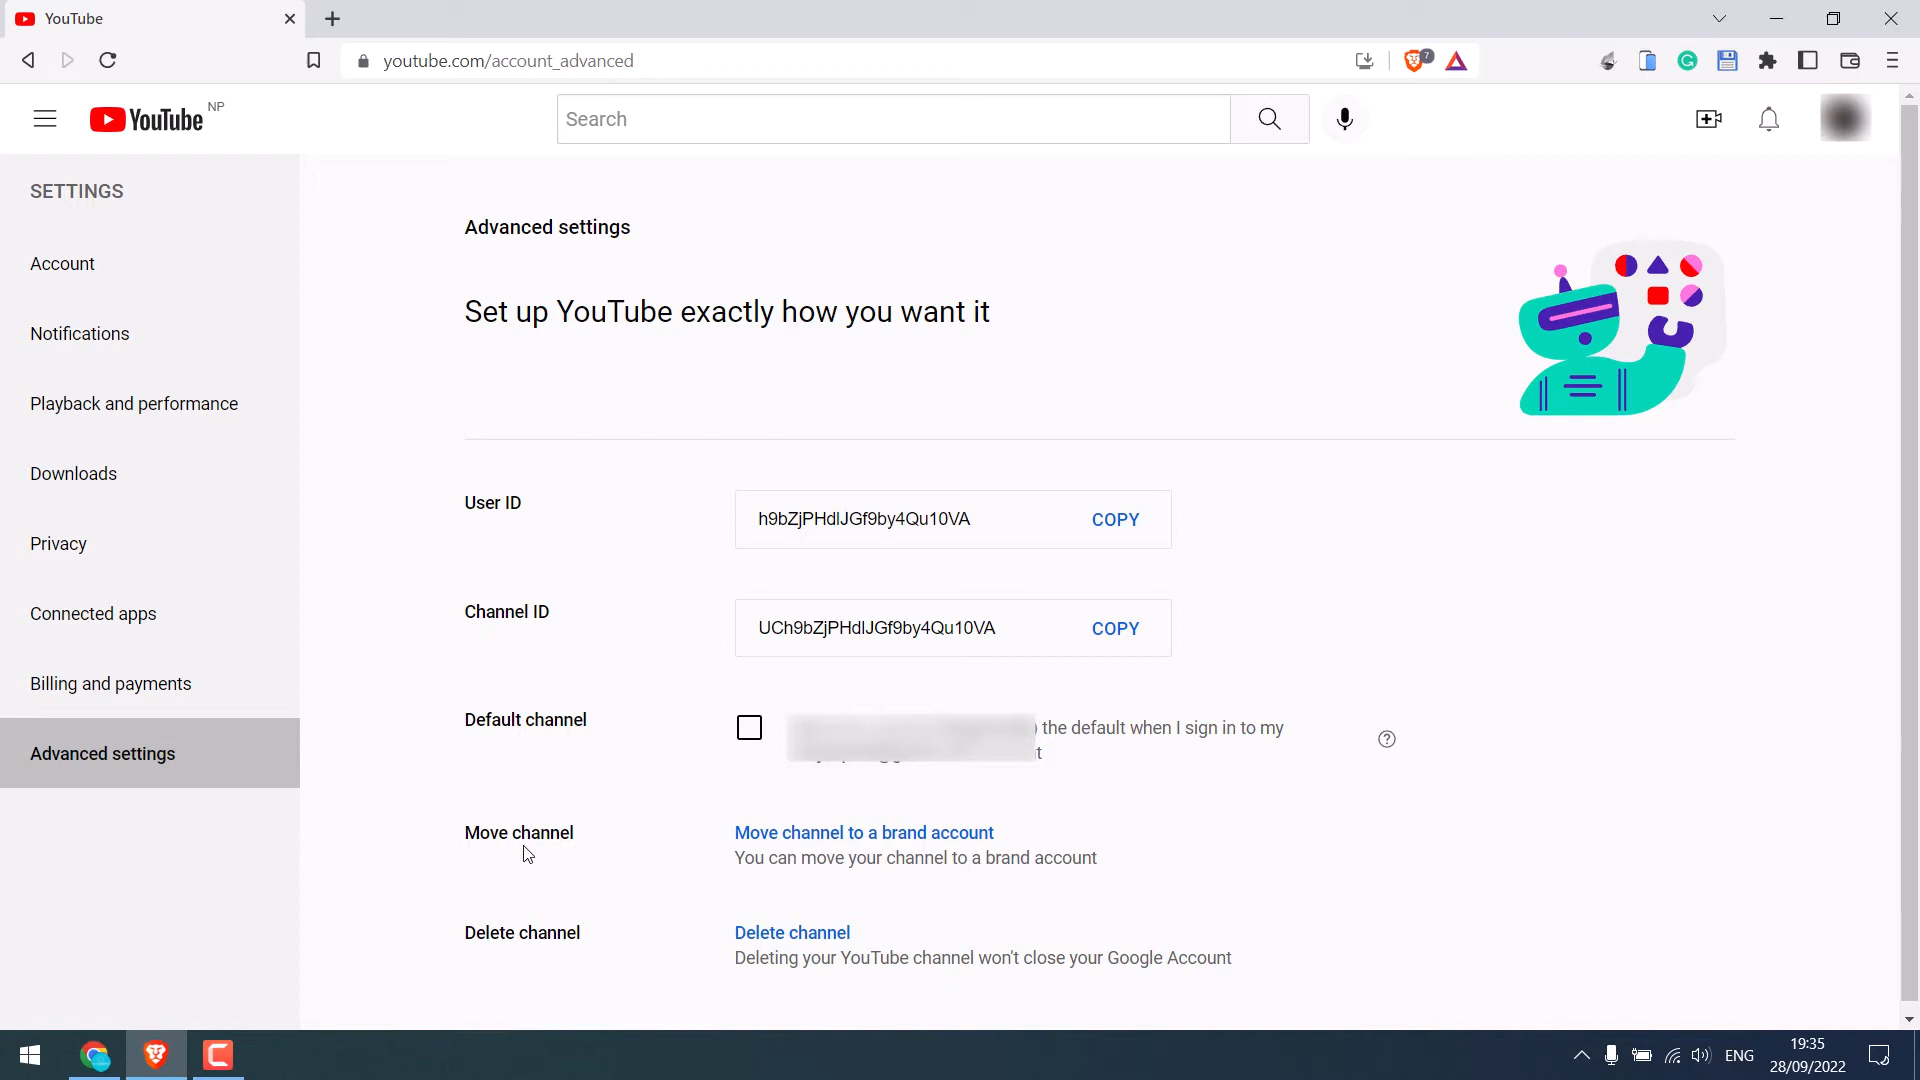 YouTube
youtube.com/account_advanced
7
YouTube NP
Search
SETTINGS
Account
Notifications
Playback and performance
Downloads
Privacy
Connected apps
Billing and payments
Advanced settings
Advanced settings
Set up YouTube exactly how you want it
User ID
h9bZjPHdlJGf9by4Qu10VA
COPY
Channel ID
UCh9bZjPHdlJGf9by4Qu10VA
COPY
Default channel
the default when I sign in to my
Move channel
Move channel to a brand account
You can move your channel to a brand account
Delete channel
Delete channel
Deleting your YouTube channel won't close your Google Account
ENG
19:35
28/09/2022